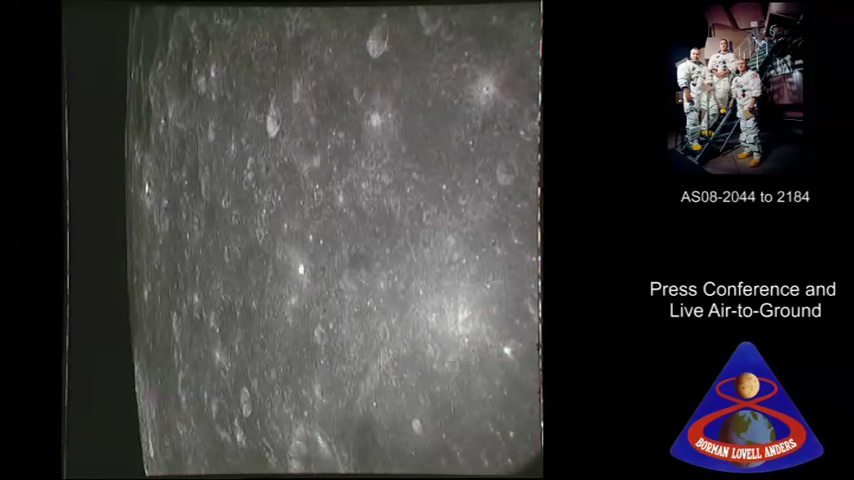 AS08-2044 to 2184
Press Conference and
Live Air-to-Ground
BORMAN LOVELL ANDERS